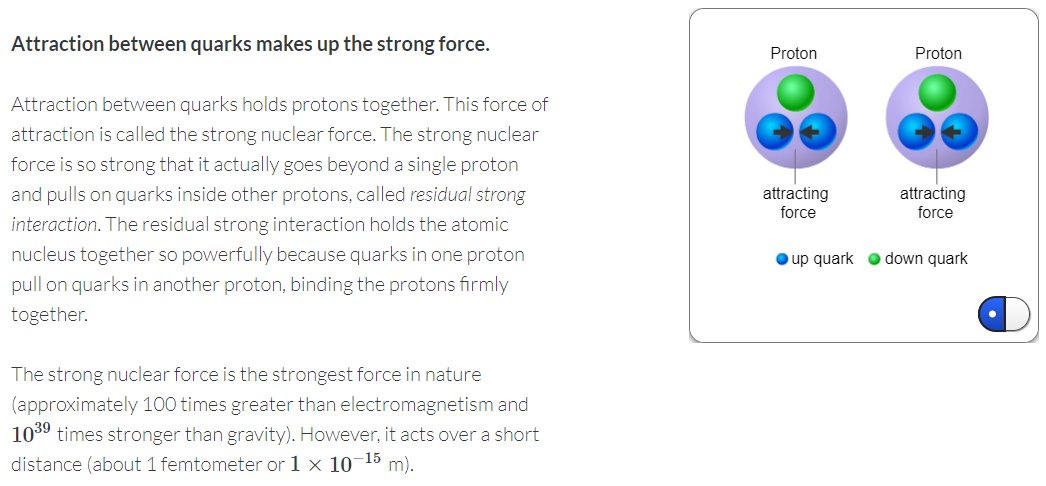 Attraction between quarks makes up the strong force.
Attraction between quarks holds protons together. This force of
attraction is called the strong nuclear force. The strong nuclear
force is so strong that it actually goes beyond a single proton
and pulls on quarks inside other protons, called residual strong
interaction. The residual strong interaction holds the atomic
nucleus together so powerfully because quarks in one proton
pull on quarks in another proton, binding the protons firmly
together.
The strong nuclear force is the strongest force in nature
(approximately 100 times greater than electromagnetism and
10³⁹ times stronger than gravity). However, it acts over a short
distance (about 1 femtometer or 1 × 10⁻¹⁵ m).
Proton Proton
attracting attracting
force force
up quark down quark